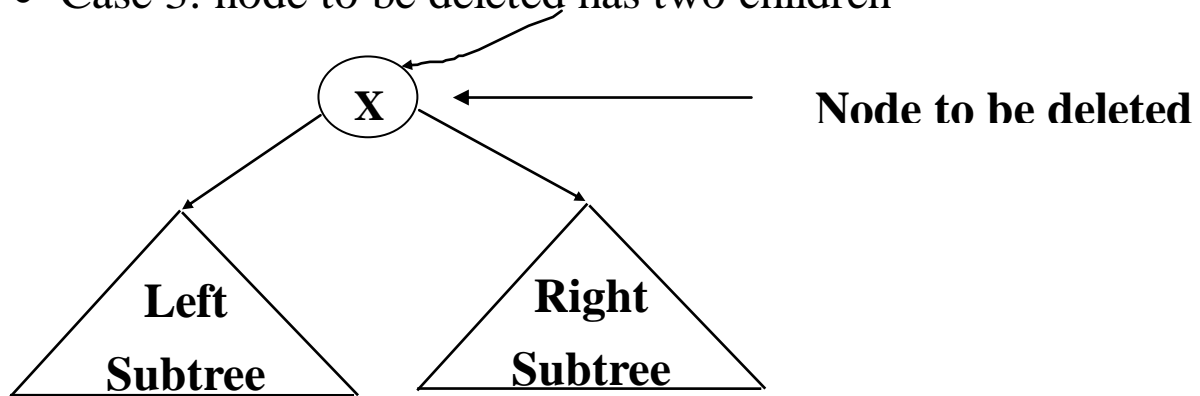 • Case 3: node to be deleted has two children
X
Node to be deleted
Left
Subtree
Right
Subtree